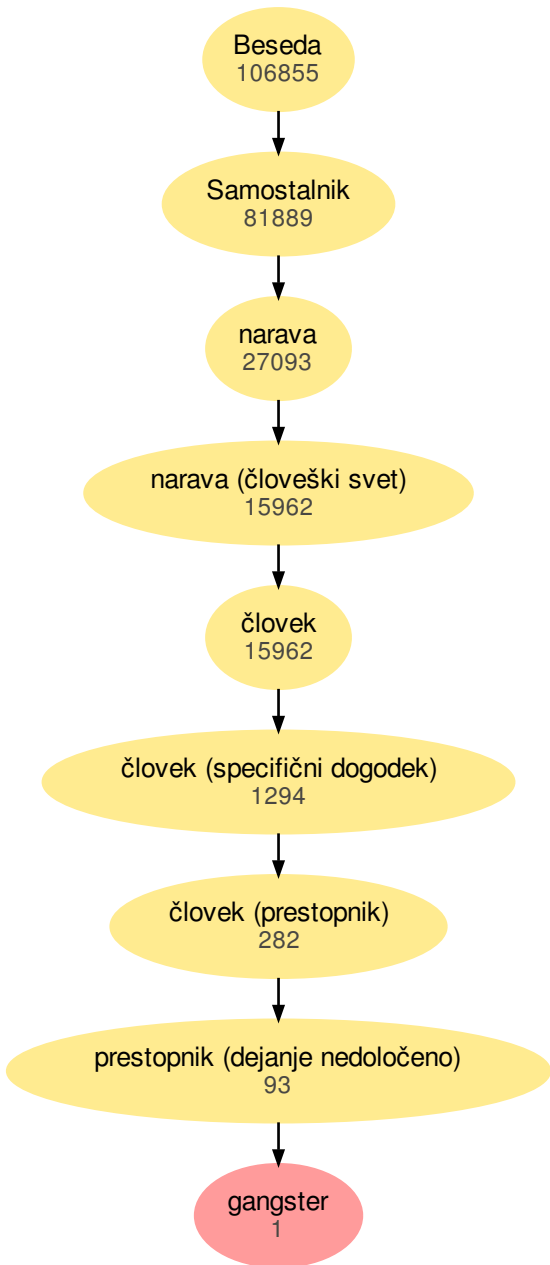 Beseda
106855
Samostalnik
81889
narava
27093
narava (človeški svet)
15962
človek
15962
človek (specifični dogodek)
1294
človek (prestopnik)
282
prestopnik (dejanje nedoločeno)
93
gangster
1